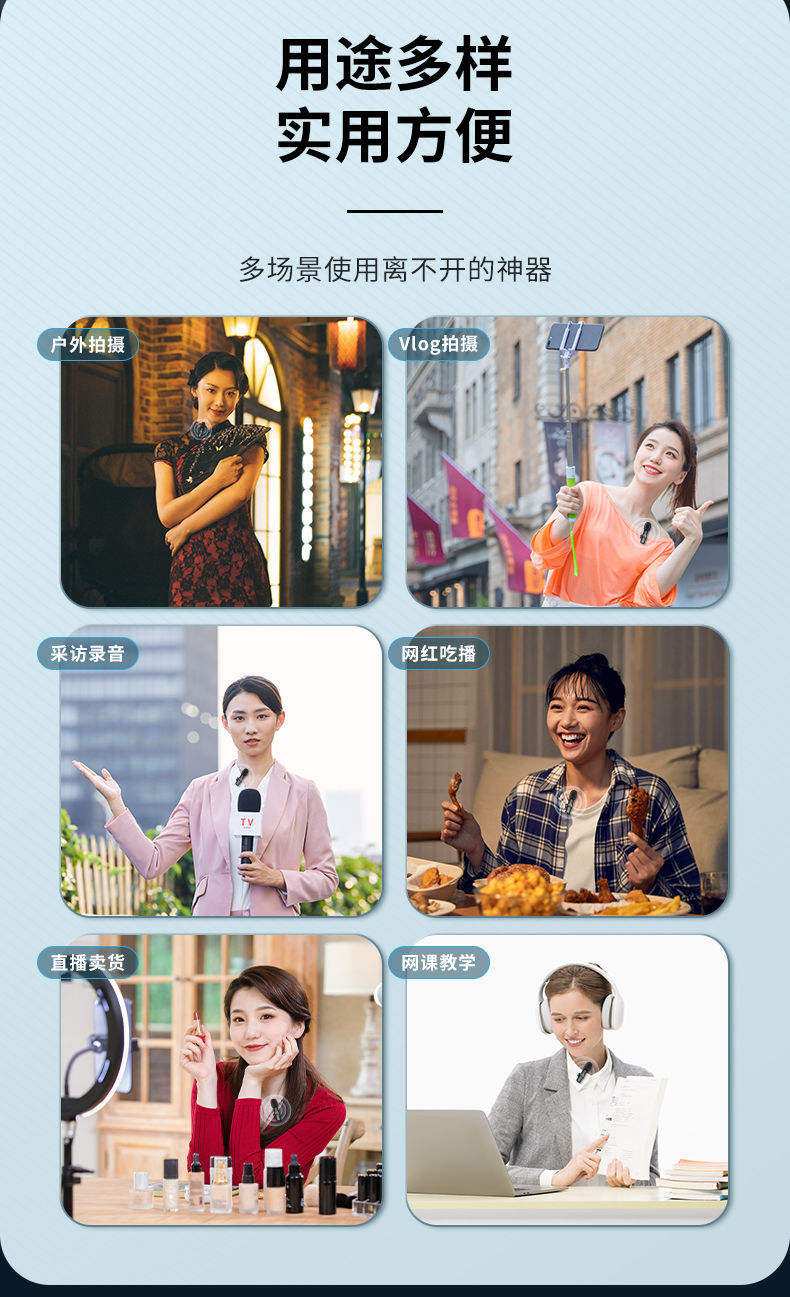 用途多样
实用方便
多场景使用离不开的神器
户外拍摄
Vlog拍摄
采访录音
网红吃播
TV
直播卖货
网课教学